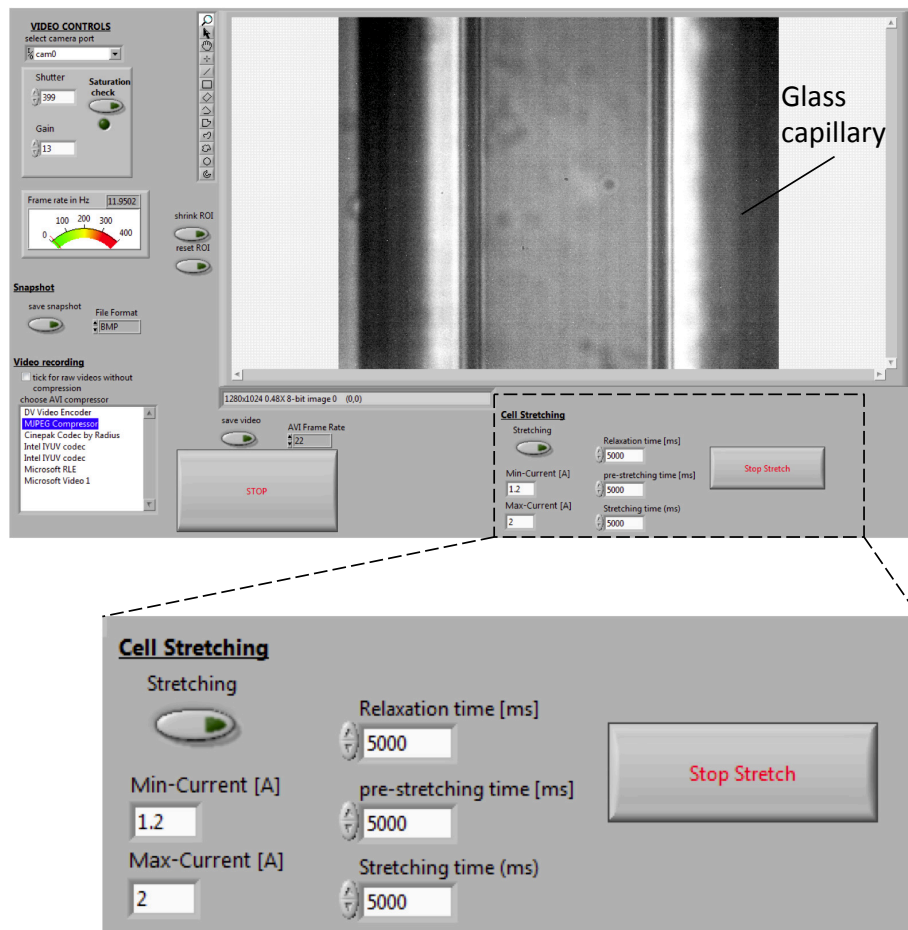 VIDEO CONTROLS
select camera port
cam0
Shutter
Saturation
check
399
Gain
13
Frame rate in Hz
11.9502
0 100 200 300 400
shrink ROI
reset ROI
Snapshot
save snapshot
File Format
BMP
Video recording
tick for raw videos without
compression
choose AVI compressor
DV Video Encoder
MJPEG Compressor
Cinepak Codec by Radius
Intel IYUV codec
Intel IYUV codec
Microsoft RLE
Microsoft Video 1
Glass
capillary
1280x1024 0.48X 8-bit image 0 (0,0)
save video
AVI Frame Rate
22
STOP
Cell Stretching
Stretching
Min-Current [A]
1.2
Max-Current [A]
2
Relaxation time [ms]
5000
pre-stretching time [ms]
5000
Stretching time (ms)
5000
Stop Stretch
Cell Stretching
Stretching
Min-Current [A]
1.2
Max-Current [A]
2
Relaxation time [ms]
5000
pre-stretching time [ms]
5000
Stretching time (ms)
5000
Stop Stretch